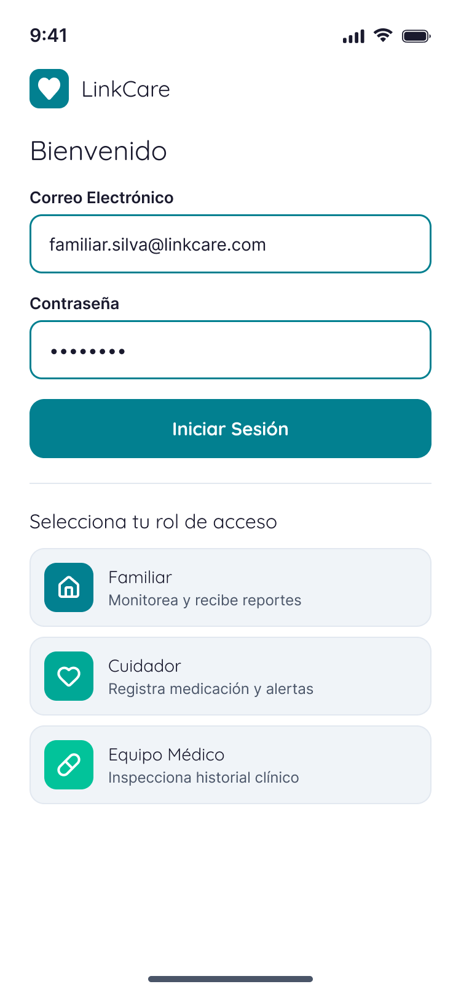 9:41
LinkCare
Bienvenido
Correo Electrónico
familiar.silva@linkcare.com
Contraseña
••••••••
Iniciar Sesión
Selecciona tu rol de acceso
Familiar
Monitorea y recibe reportes
Cuidador
Registra medicación y alertas
Equipo Médico
Inspecciona historial clínico